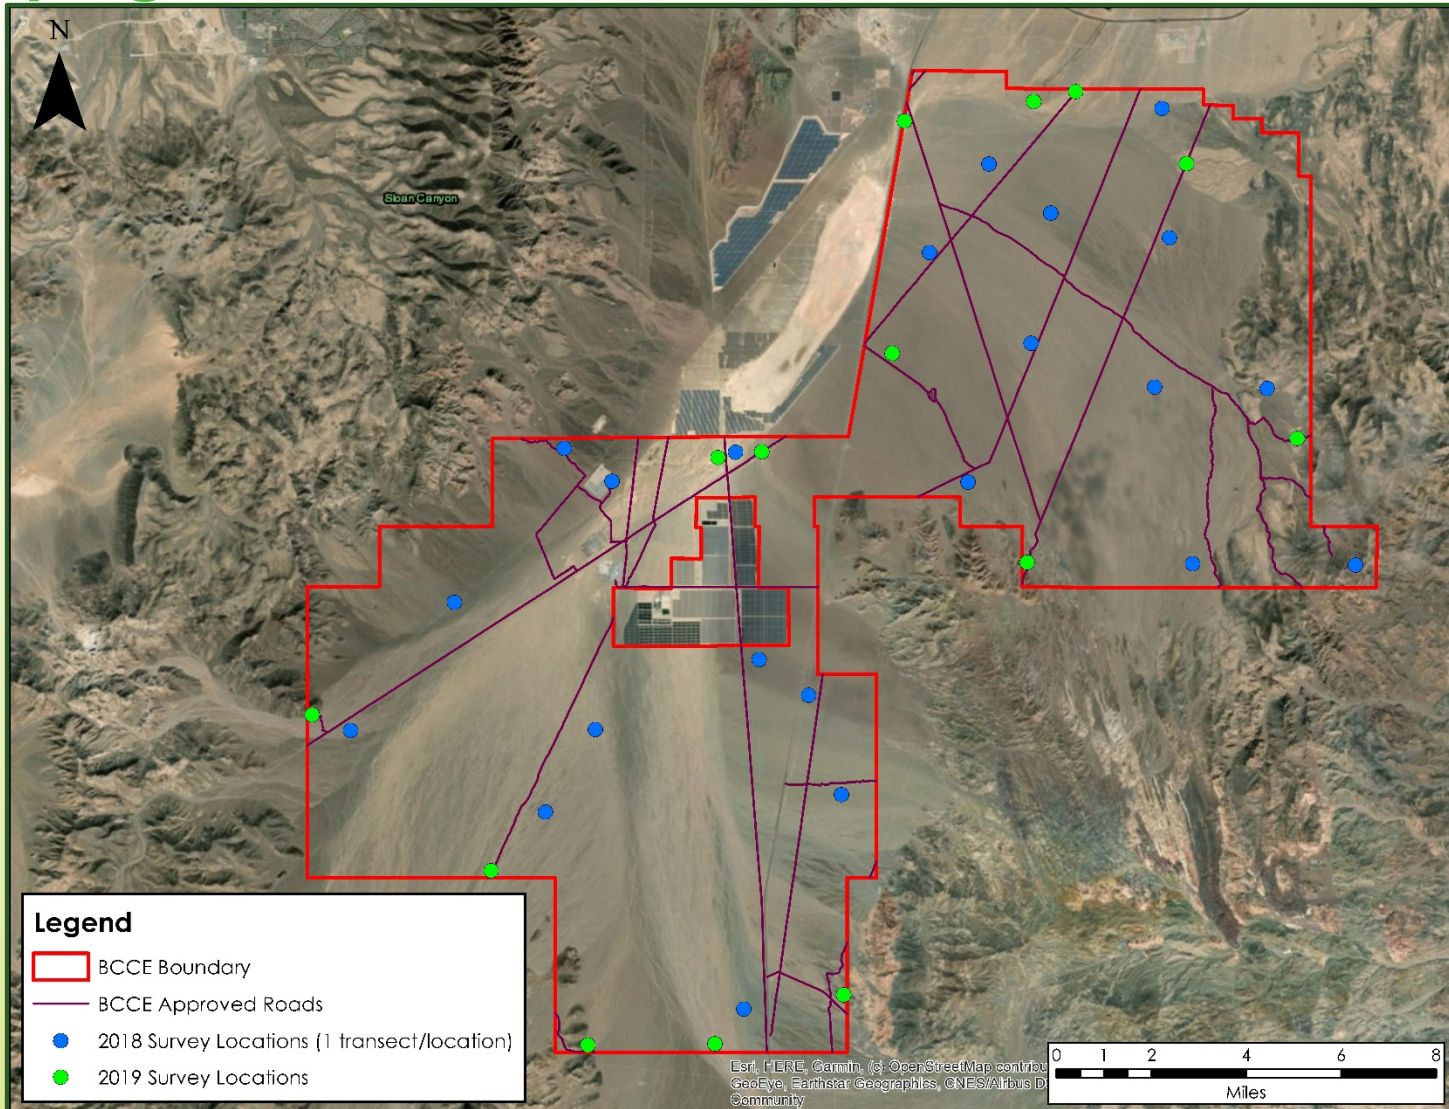 N
Sloan Canyon
Legend
BCCE Boundary
BCCE Approved Roads
2018 Survey Locations (1 transect/location)
2019 Survey Locations
Esri, HERE, Garmin, (c) OpenStreetMap contribu
GeoEye, Earthstar Geographics, CNES/Airbus D
Community
0 1 2 4 6 8
Miles